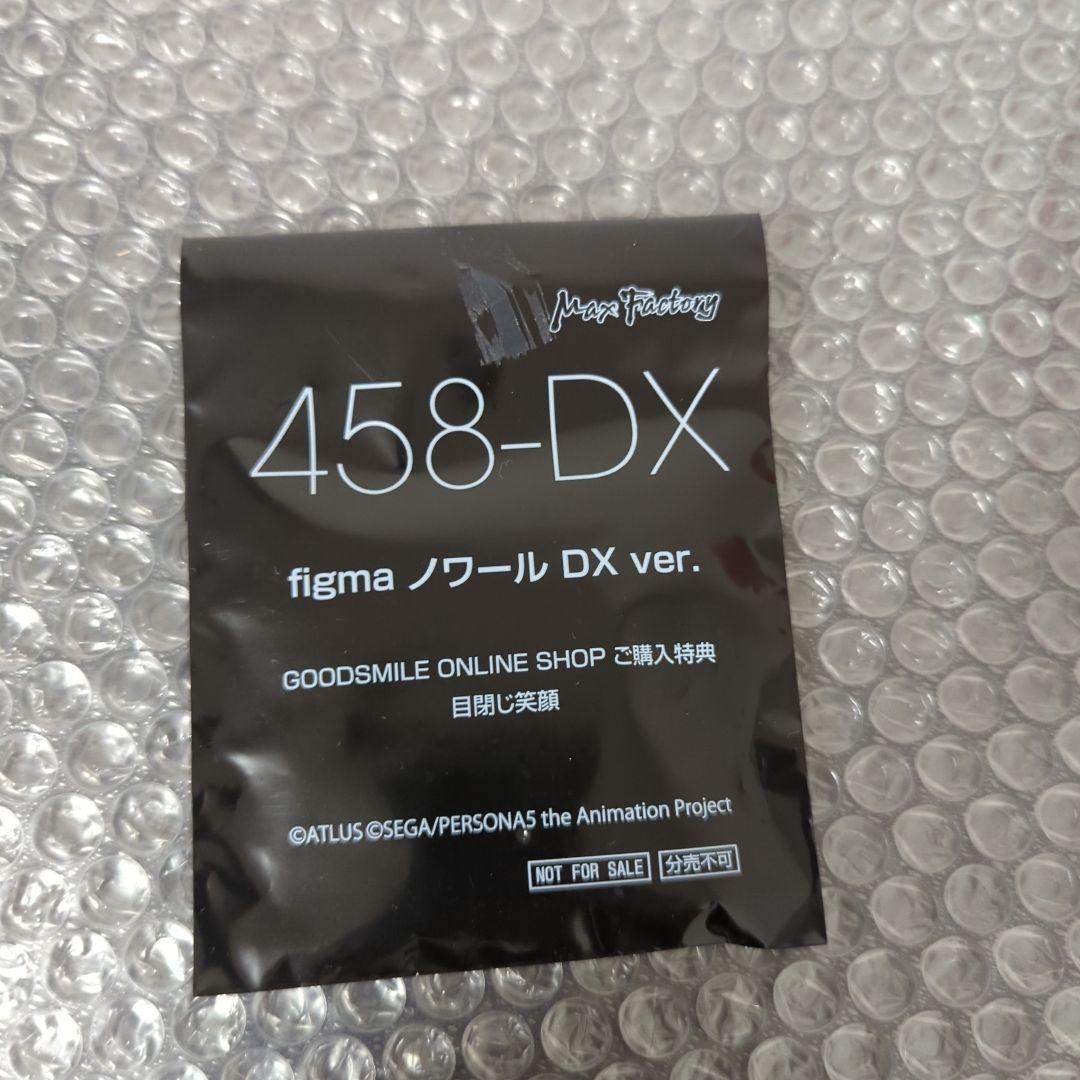 Max Factory
458-DX
figma ノワール DX ver.
GOODSMILE ONLINE SHOP ご購入特典
目閉じ笑顔
©ATLUS ©SEGA/PERSONA5 the Animation Project
NOT FOR SALE 分売不可